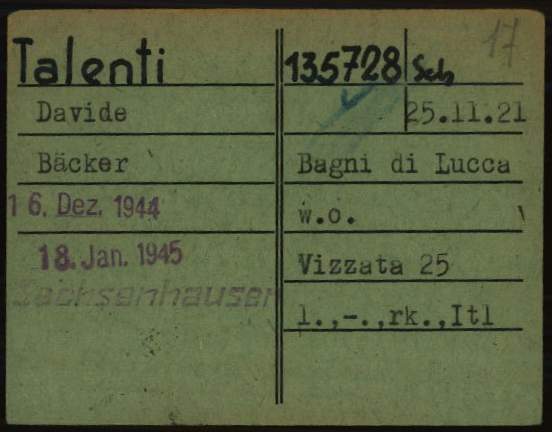 Talenti
Davide
Bäcker
16. Dez. 1944
18. Jan. 1945
Sachsenhausen
17
135728 Sch
25.11.21
Bagni di Lucca
w.o.
Vizzata 25
l.,-.,rk.,Itl